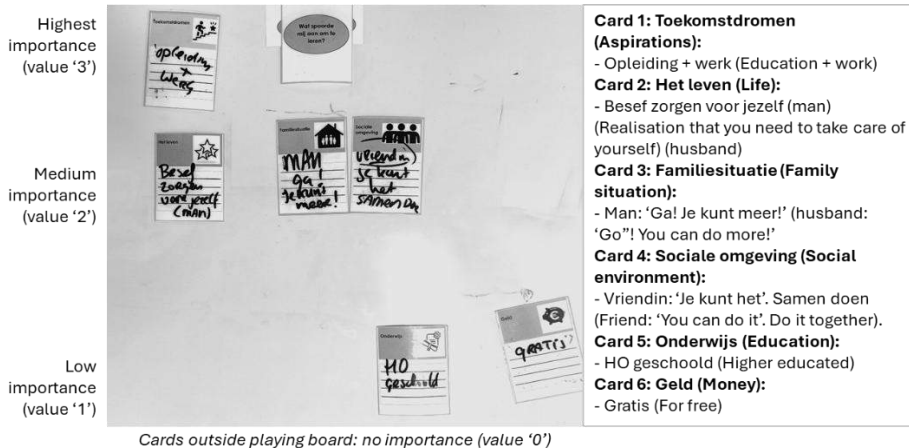 Highest
importance
(value ‘3’)
Medium
importance
(value ‘2’)
Low
importance
(value ‘1’)
Toekomstdromen
opleiding
+
werk
Wat spoorde
mij aan om te
leren?
Het leven
Besef
zorgen
voor jezelf
(mAN)
Familiesituatie
MAN
Ga!
Je kunt
meer!
Sociale
omgeving
vriendin
Je kunt
het
SAMEN Doe
Onderwijs
HO
geschoold
Geld
GRATIS
Cards outside playing board: no importance (value ‘0’)
Card 1: Toekomstdromen
(Aspirations):
- Opleiding + werk (Education + work)
Card 2: Het leven (Life):
- Besef zorgen voor jezelf (man)
(Realisation that you need to take care of
yourself) (husband)
Card 3: Familiesituatie (Family
situation):
- Man: ‘Ga! Je kunt meer!’ (husband:
‘Go”! You can do more!’
Card 4: Sociale omgeving (Social
environment):
- Vriendin: ‘Je kunt het’. Samen doen
(Friend: ‘You can do it’. Do it together).
Card 5: Onderwijs (Education):
- HO geschoold (Higher educated)
Card 6: Geld (Money):
- Gratis (For free)